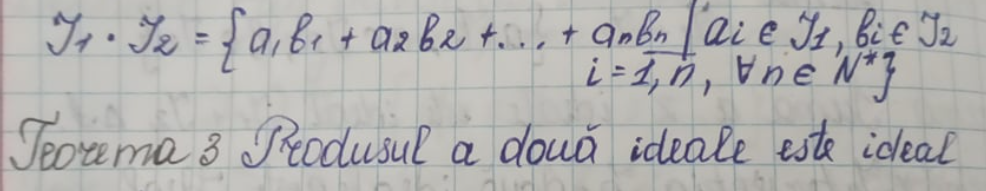 J₁ · J₂ = {a₁b₁ + a₂b₂ + ... + aₙbₙ | aᵢ ∈ J₁, bᵢ ∈ J₂
i = 1,n, ∀n ∈ N*}
Teorema 3 Produsul a două ideale este ideal